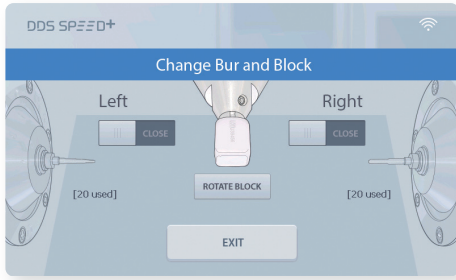 DDS SPEED+
Change Bur and Block
Left
Right
CLOSE
CLOSE
ROTATE BLOCK
[20 used]
[20 used]
EXIT